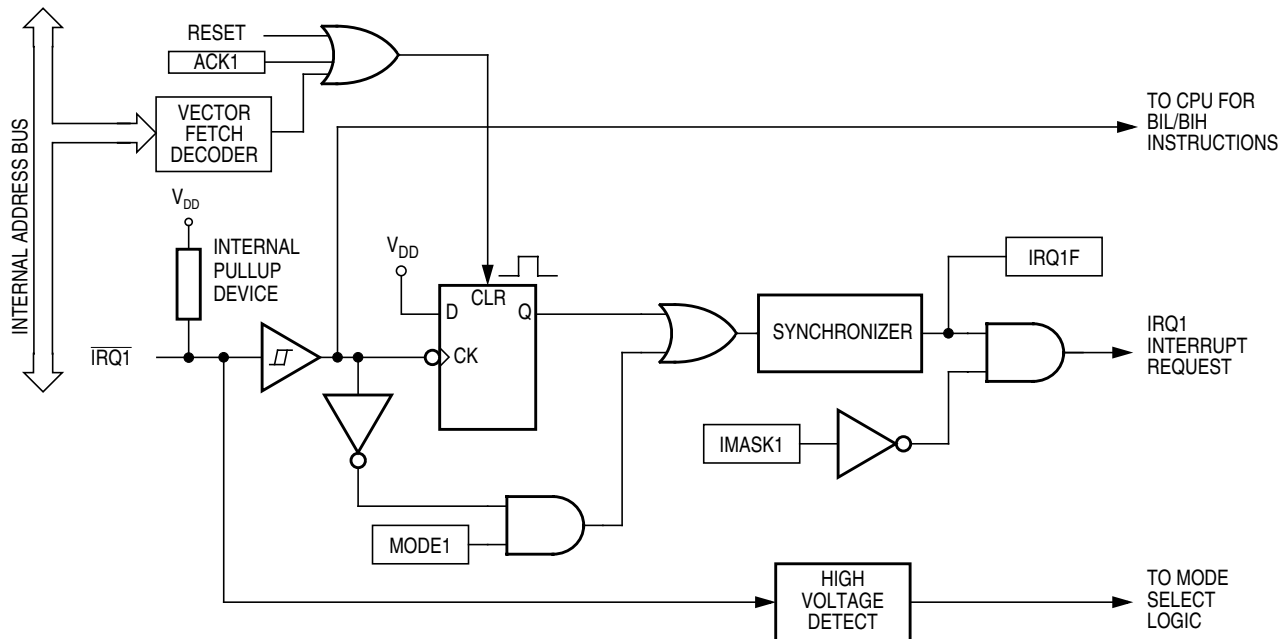 INTERNAL ADDRESS BUS
RESET
ACK1
VECTOR
FETCH
DECODER
TO CPU FOR
BIL/BIH
INSTRUCTIONS
VDD
INTERNAL
PULLUP
DEVICE
VDD
CLR
D
Q
CK
SYNCHRONIZER
IRQ1F
IRQ1
INTERRUPT
REQUEST
IRQ1
IMASK1
MODE1
HIGH
VOLTAGE
DETECT
TO MODE
SELECT
LOGIC